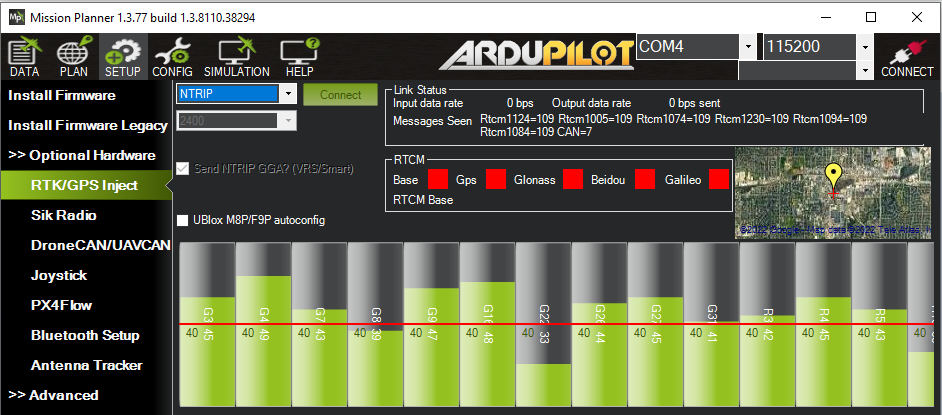 Mission Planner 1.3.77 build 1.3.8110.38294
DATA PLAN SETUP CONFIG SIMULATION HELP
ARDUPILOT
COM4 115200
CONNECT
Install Firmware
Install Firmware Legacy
>> Optional Hardware
RTK/GPS Inject
Sik Radio
DroneCAN/UAVCAN
Joystick
PX4Flow
Bluetooth Setup
Antenna Tracker
>> Advanced
NTRIP Connect
2400
Send NTRIP GGA? (VRS/Smart)
UBlox M8P/F9P autoconfig
Link Status
Input data rate 0 bps Output data rate 0 bps sent
Messages Seen Rtcm1124=109 Rtcm1005=109 Rtcm1074=109 Rtcm1230=109 Rtcm1094=109
Rtcm1084=109 CAN=7
RTCM
Base Gps Glonass Beidou Galileo
RTCM Base
©2022 Google - Map data ©2022 Tele Atlas
40 G3 45
40 G4 49
40 G7 43
40 G8 39
40 G9 47
40 G16 48
40 G22 33
40 G26 44
40 G27 45
40 G31 41
40 R3 42
40 R4 45
40 R5 43
40